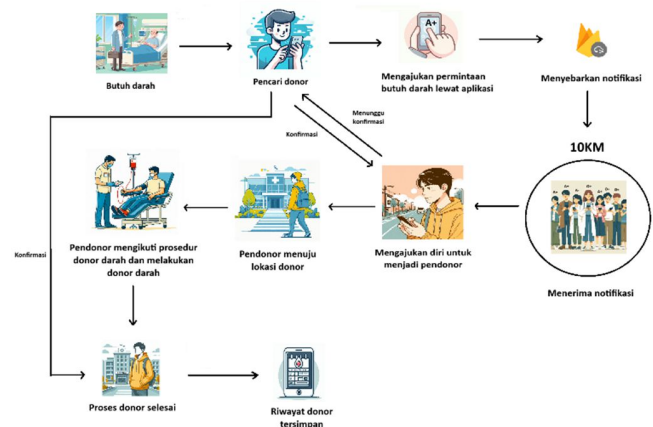 Butuh darah
Pencari donor
A+
Mengajukan permintaan
butuh darah lewat aplikasi
Menyebarkan notifikasi
Menunggu
konfirmasi
Konfirmasi
10KM
Menerima notifikasi
Mengajukan diri untuk
menjadi pendonor
Pendonor menuju
lokasi donor
Pendonor mengikuti prosedur
donor darah dan melakukan
donor darah
Konfirmasi
Proses donor selesai
Riwayat donor
tersimpan